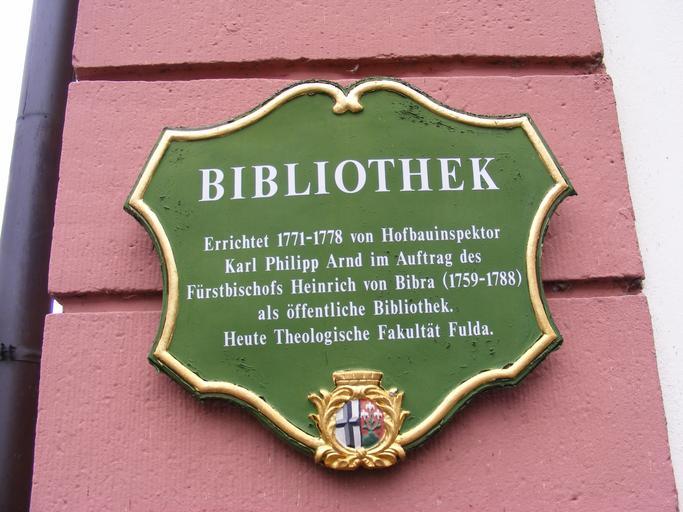 BIBLIOTHEK
Errichtet 1771-1778 von Hofbauinspektor
Karl Philipp Arnd im Auftrag des
Fürstbischofs Heinrich von Bibra (1759-1788)
als öffentliche Bibliothek.
Heute Theologische Fakultät Fulda.